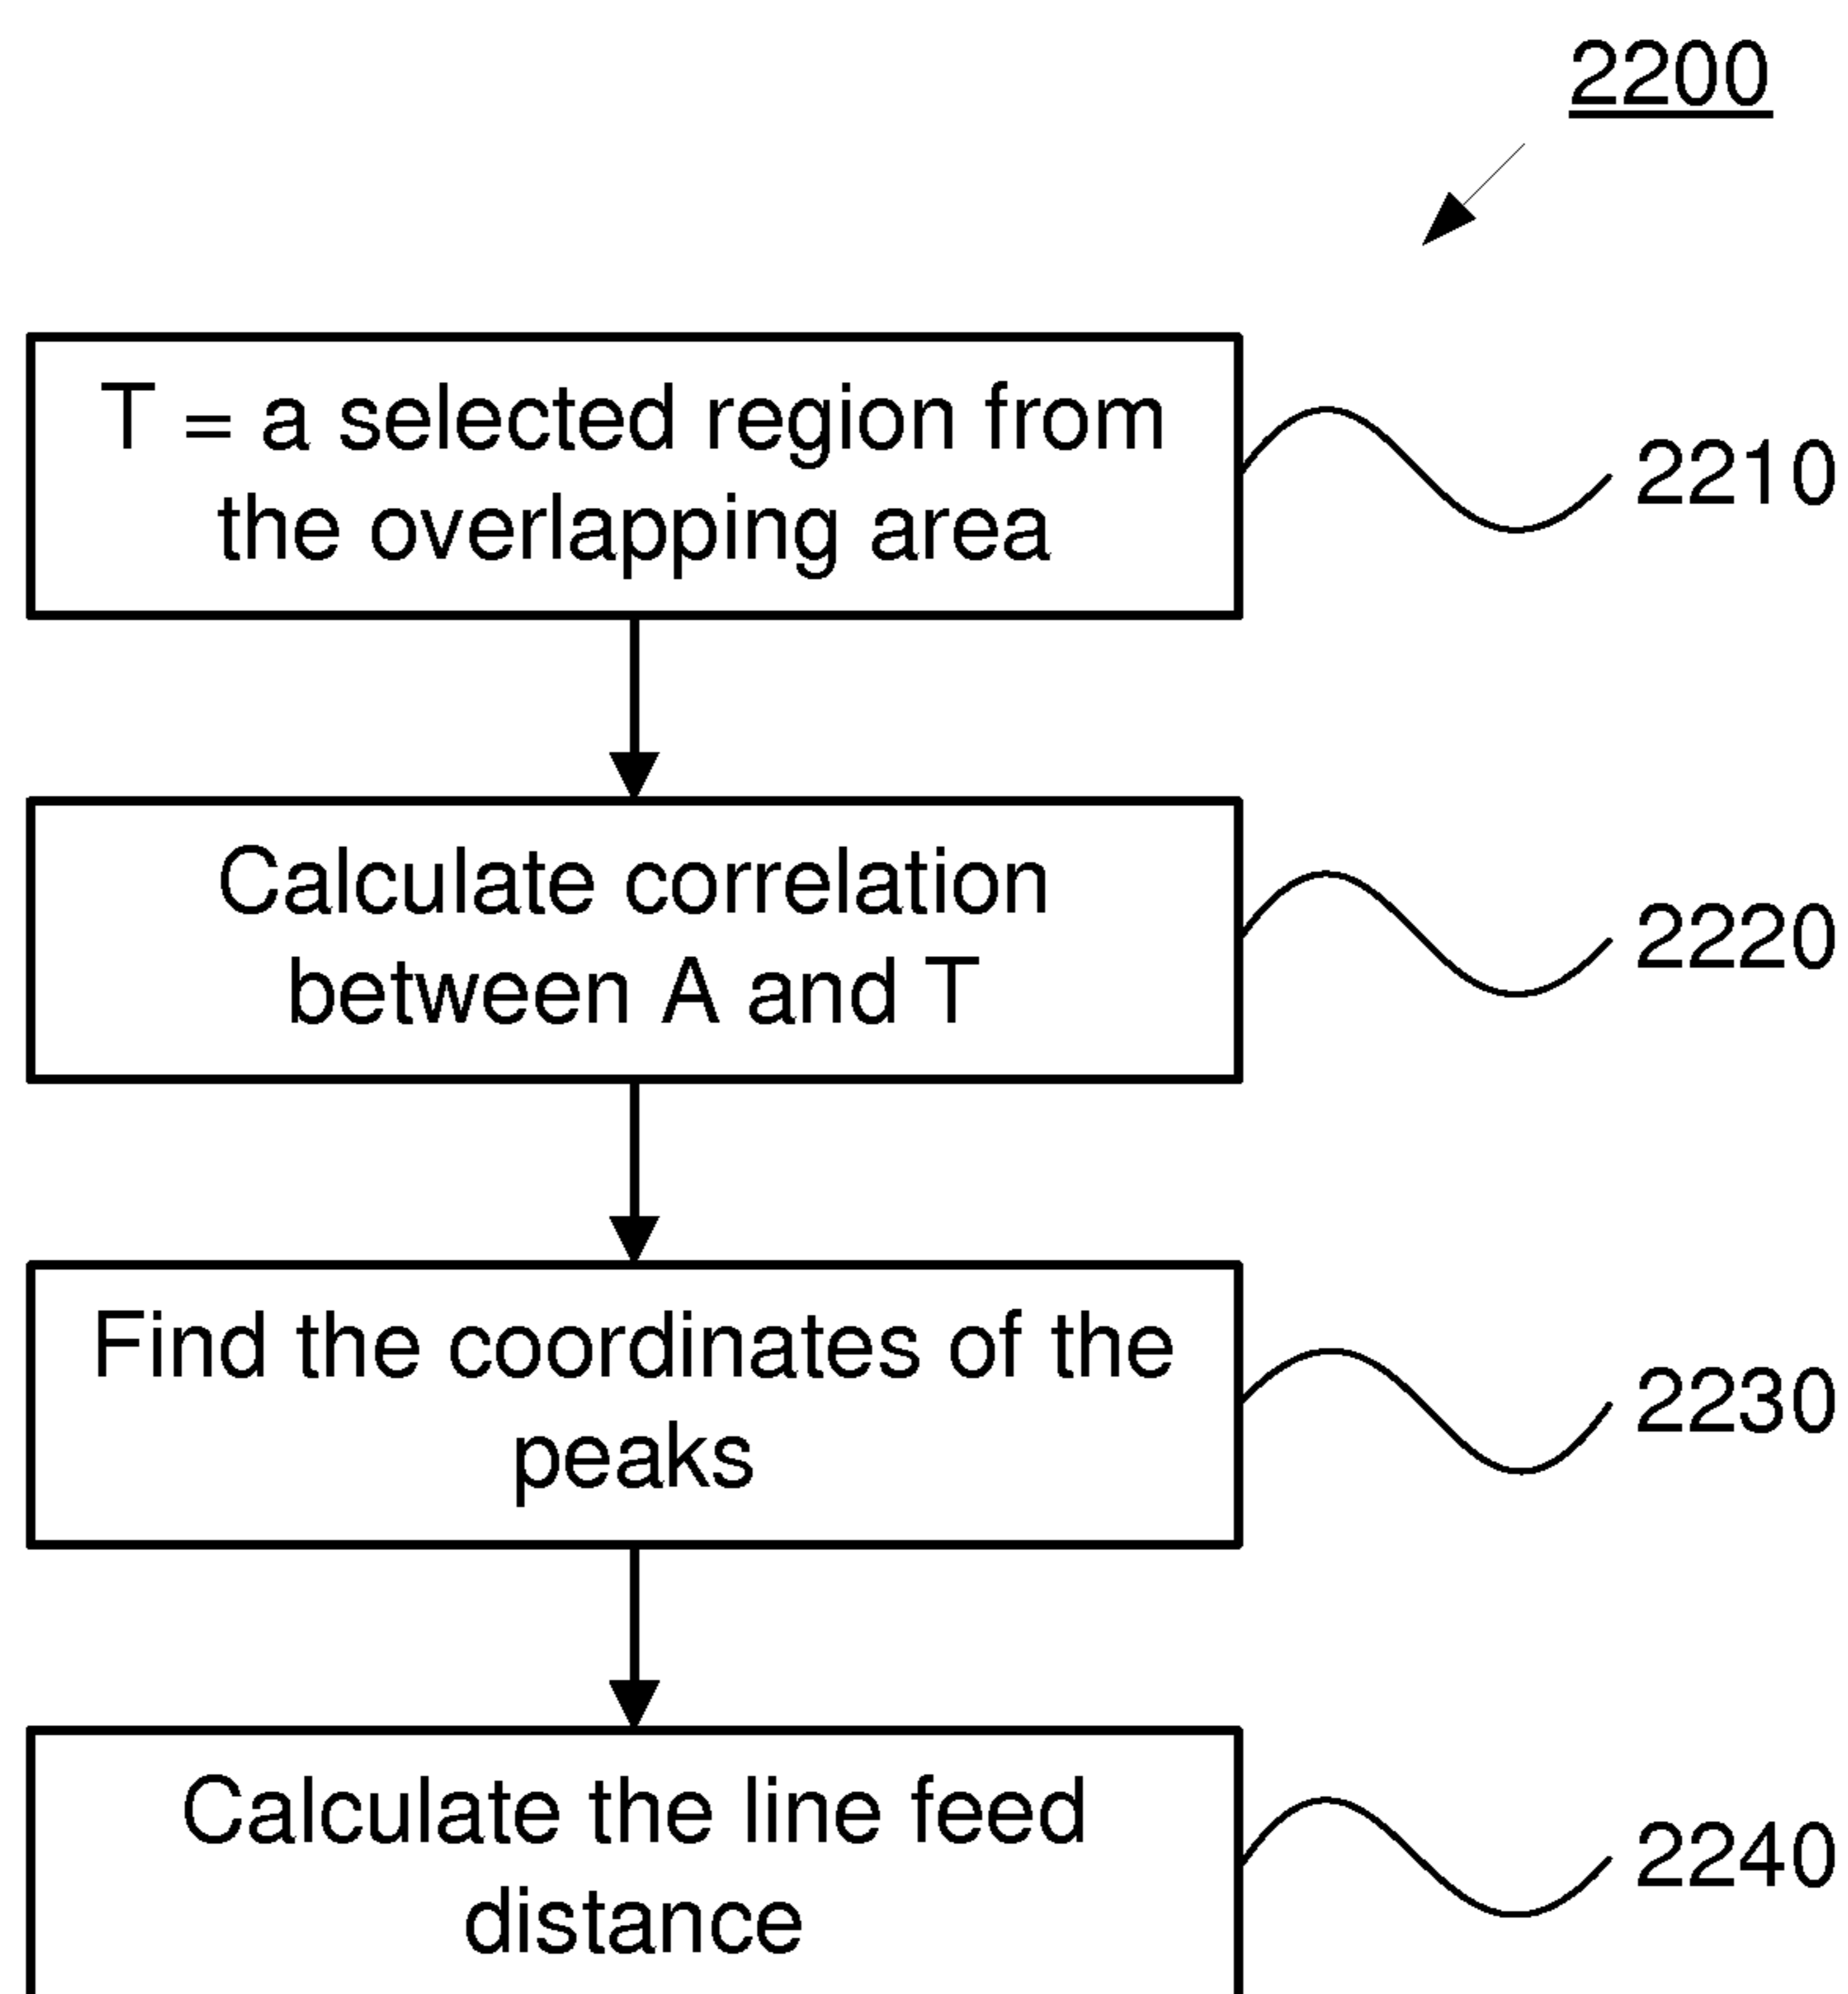 2200
T = a selected region from
the overlapping area
2210
Calculate correlation
between A and T
2220
Find the coordinates of the
peaks
2230
Calculate the line feed
distance
2240